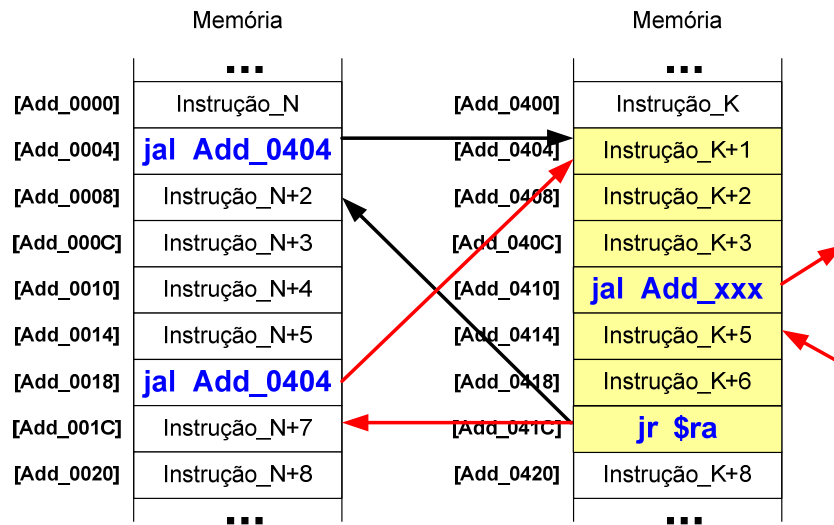 Memória
...
[Add_0000] Instrução_N
[Add_0004] jal Add_0404
[Add_0008] Instrução_N+2
[Add_000C] Instrução_N+3
[Add_0010] Instrução_N+4
[Add_0014] Instrução_N+5
[Add_0018] jal Add_0404
[Add_001C] Instrução_N+7
[Add_0020] Instrução_N+8
...
Memória
...
[Add_0400] Instrução_K
[Add_0404] Instrução_K+1
[Add_0408] Instrução_K+2
[Add_040C] Instrução_K+3
[Add_0410] jal Add_xxx
[Add_0414] Instrução_K+5
[Add_0418] Instrução_K+6
[Add_041C] jr $ra
[Add_0420] Instrução_K+8
...